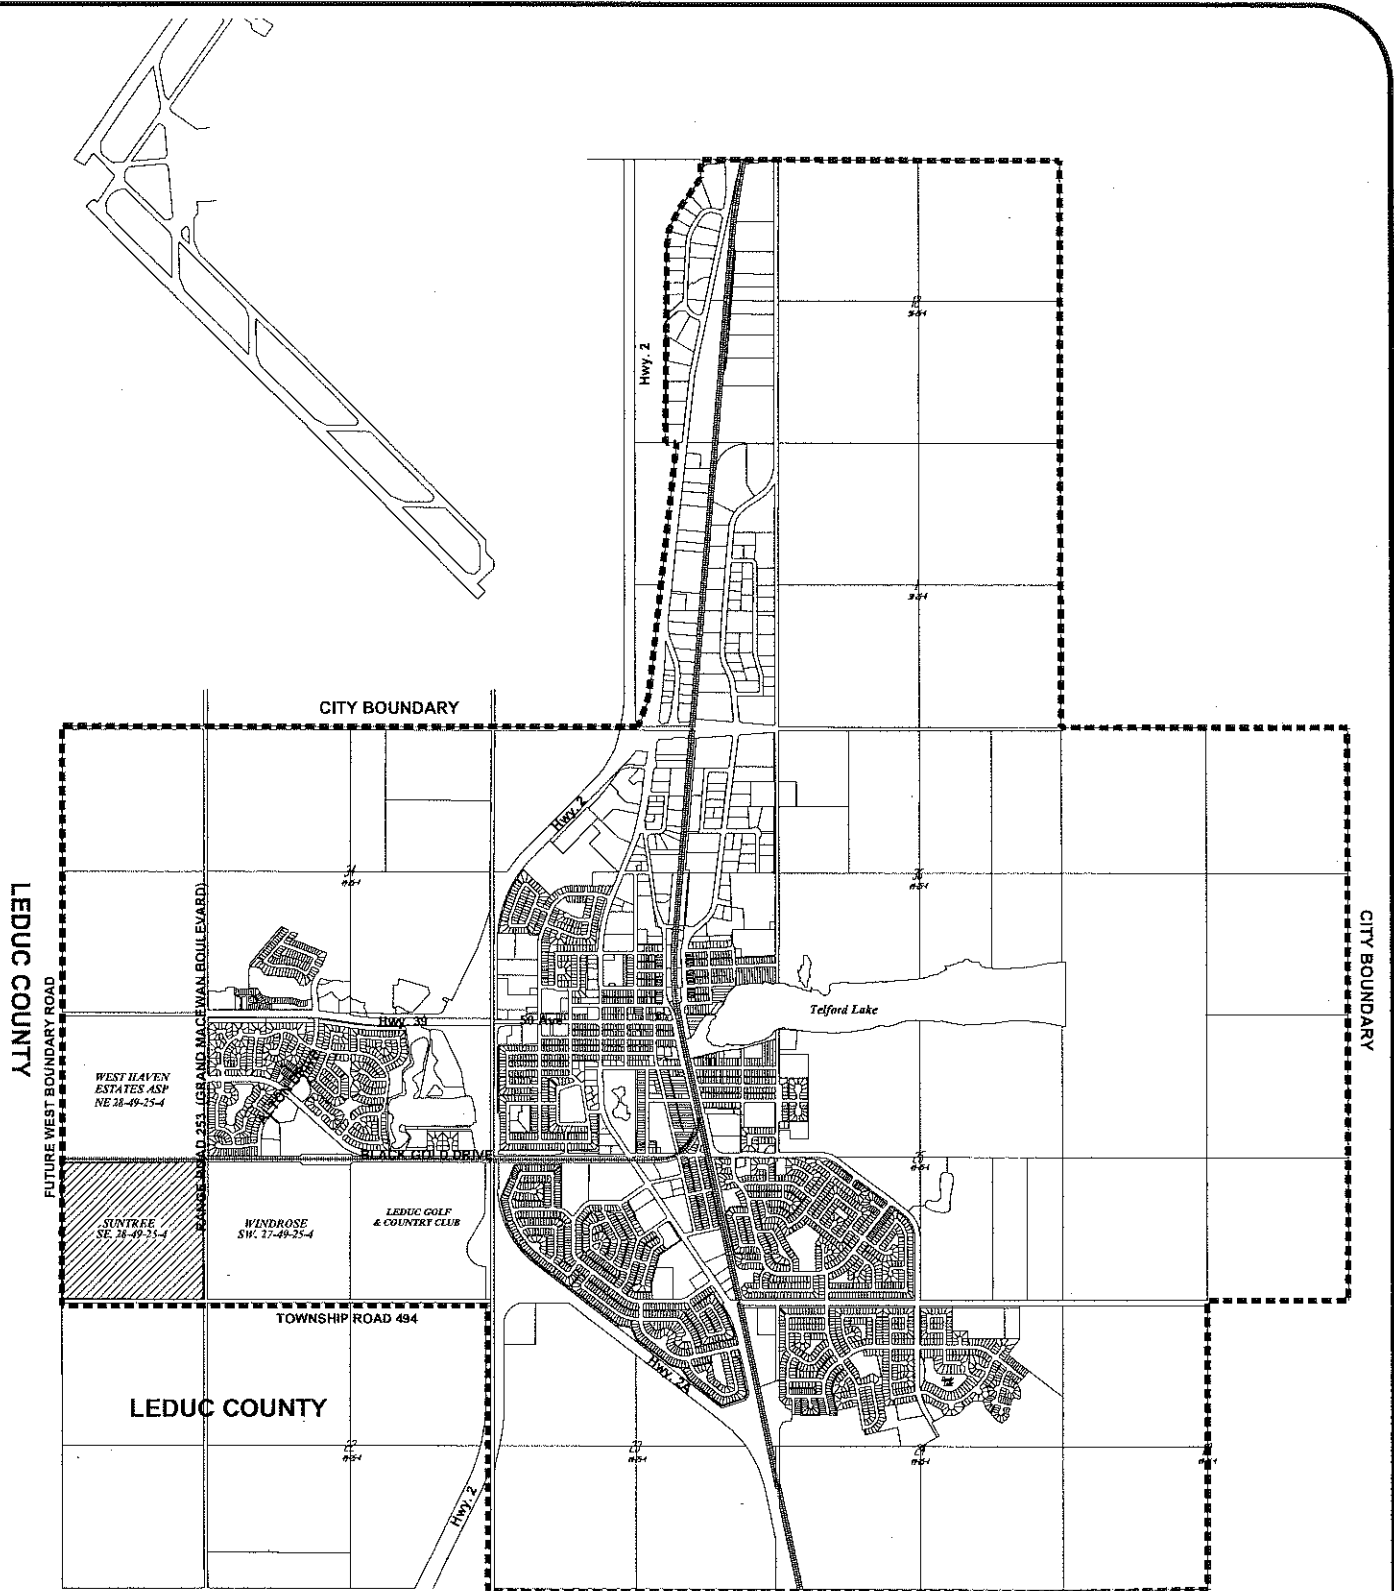 Hwy. 2
CITY BOUNDARY
Hwy. 2
CITY BOUNDARY
LEDUC COUNTY
FUTURE WEST BOUNDARY ROAD
RANGE ROAD 253 (GRAND MACEWAN BOULEVARD)
Telford Lake
Hwy. 39
50 Ave
WEST HAVEN
ESTATES ASP
NE 28-49-25-4
BLACK GOLD DRIVE
SUNTREE
SE. 28-49-25-4
WINDROSE
SW. 27-49-25-4
LEDUC GOLF
& COUNTRY CLUB
TOWNSHIP ROAD 494
Hwy. 2A
LEDUC COUNTY
Hwy. 2